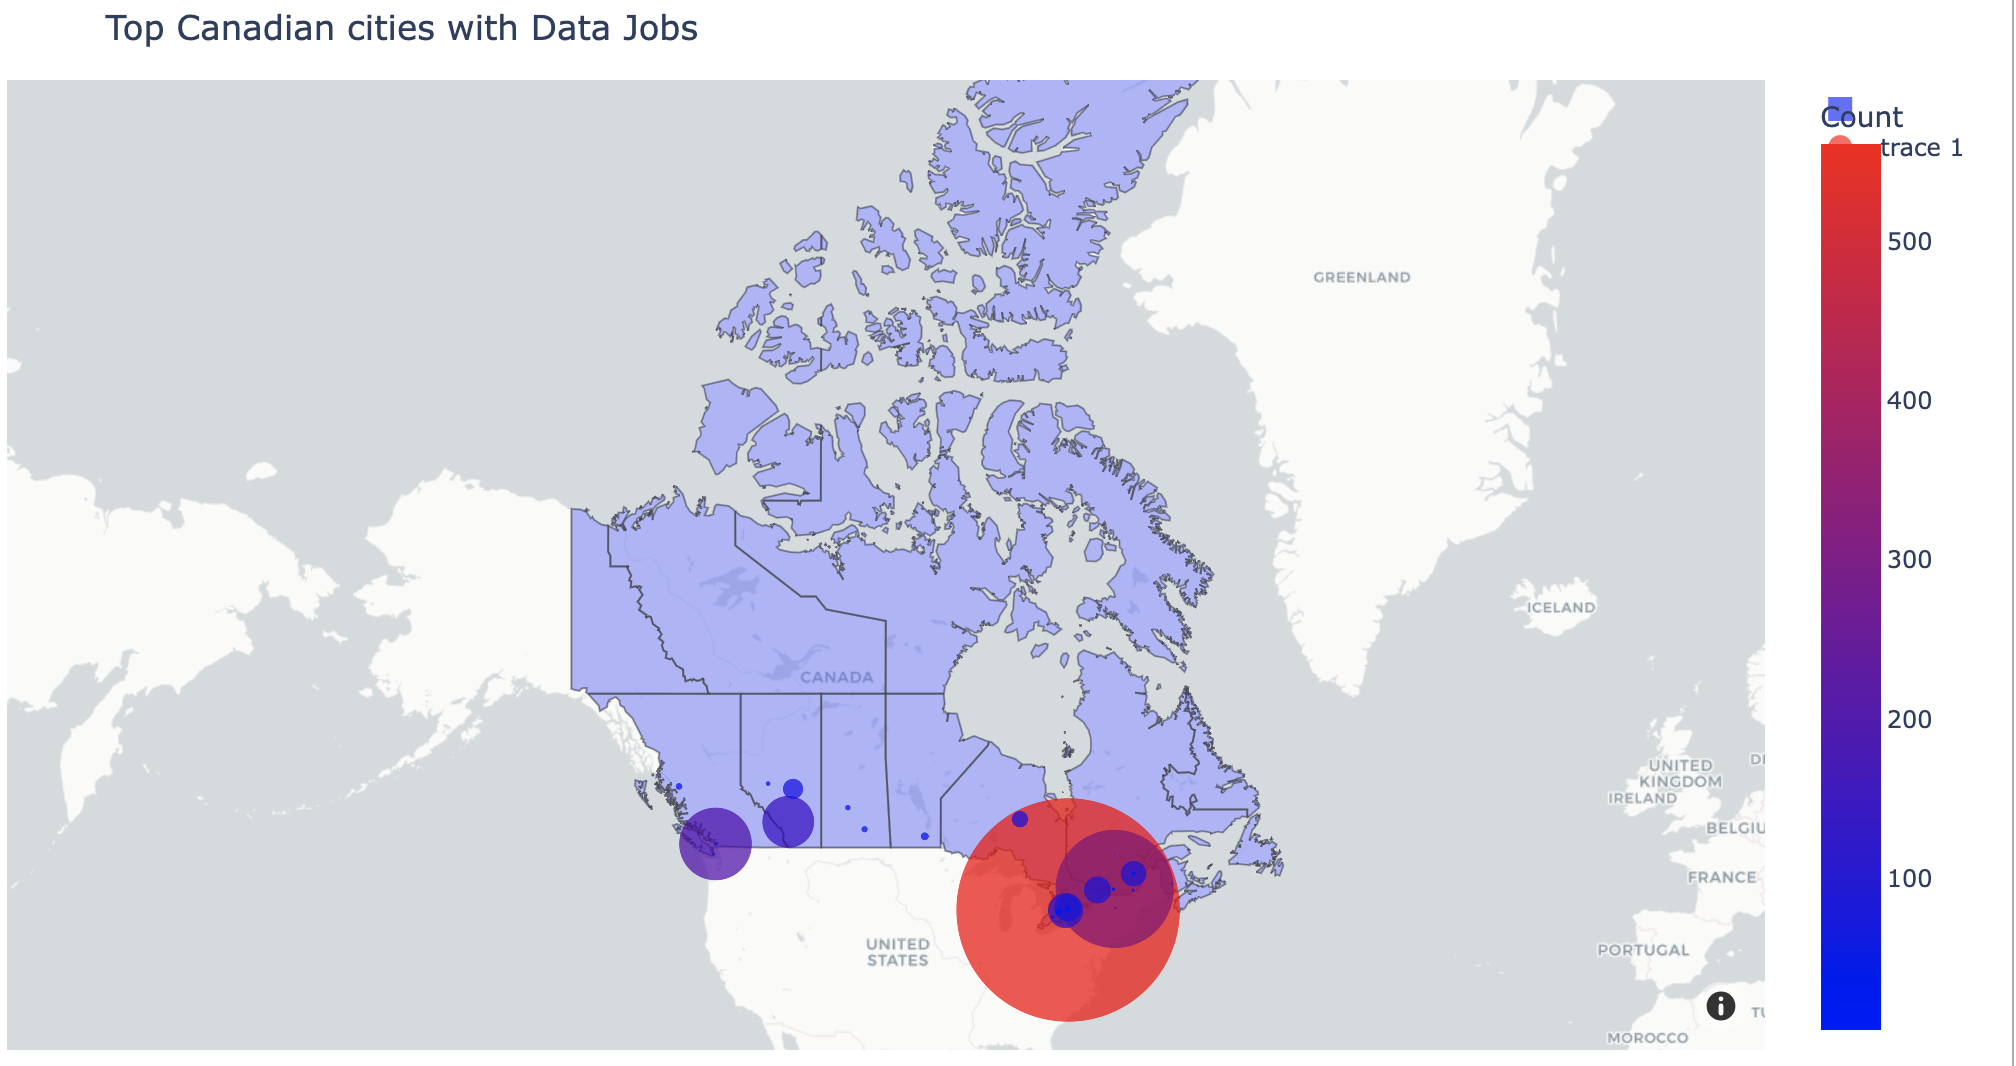 Top Canadian cities with Data Jobs
Count
trace 1
500
400
300
200
100
GREENLAND
ICELAND
CANADA
UNITED
KINGDOM
IRELAND
BELGIU
FRANCE
PORTUGAL
UNITED
STATES
MOROCCO
TU
DE